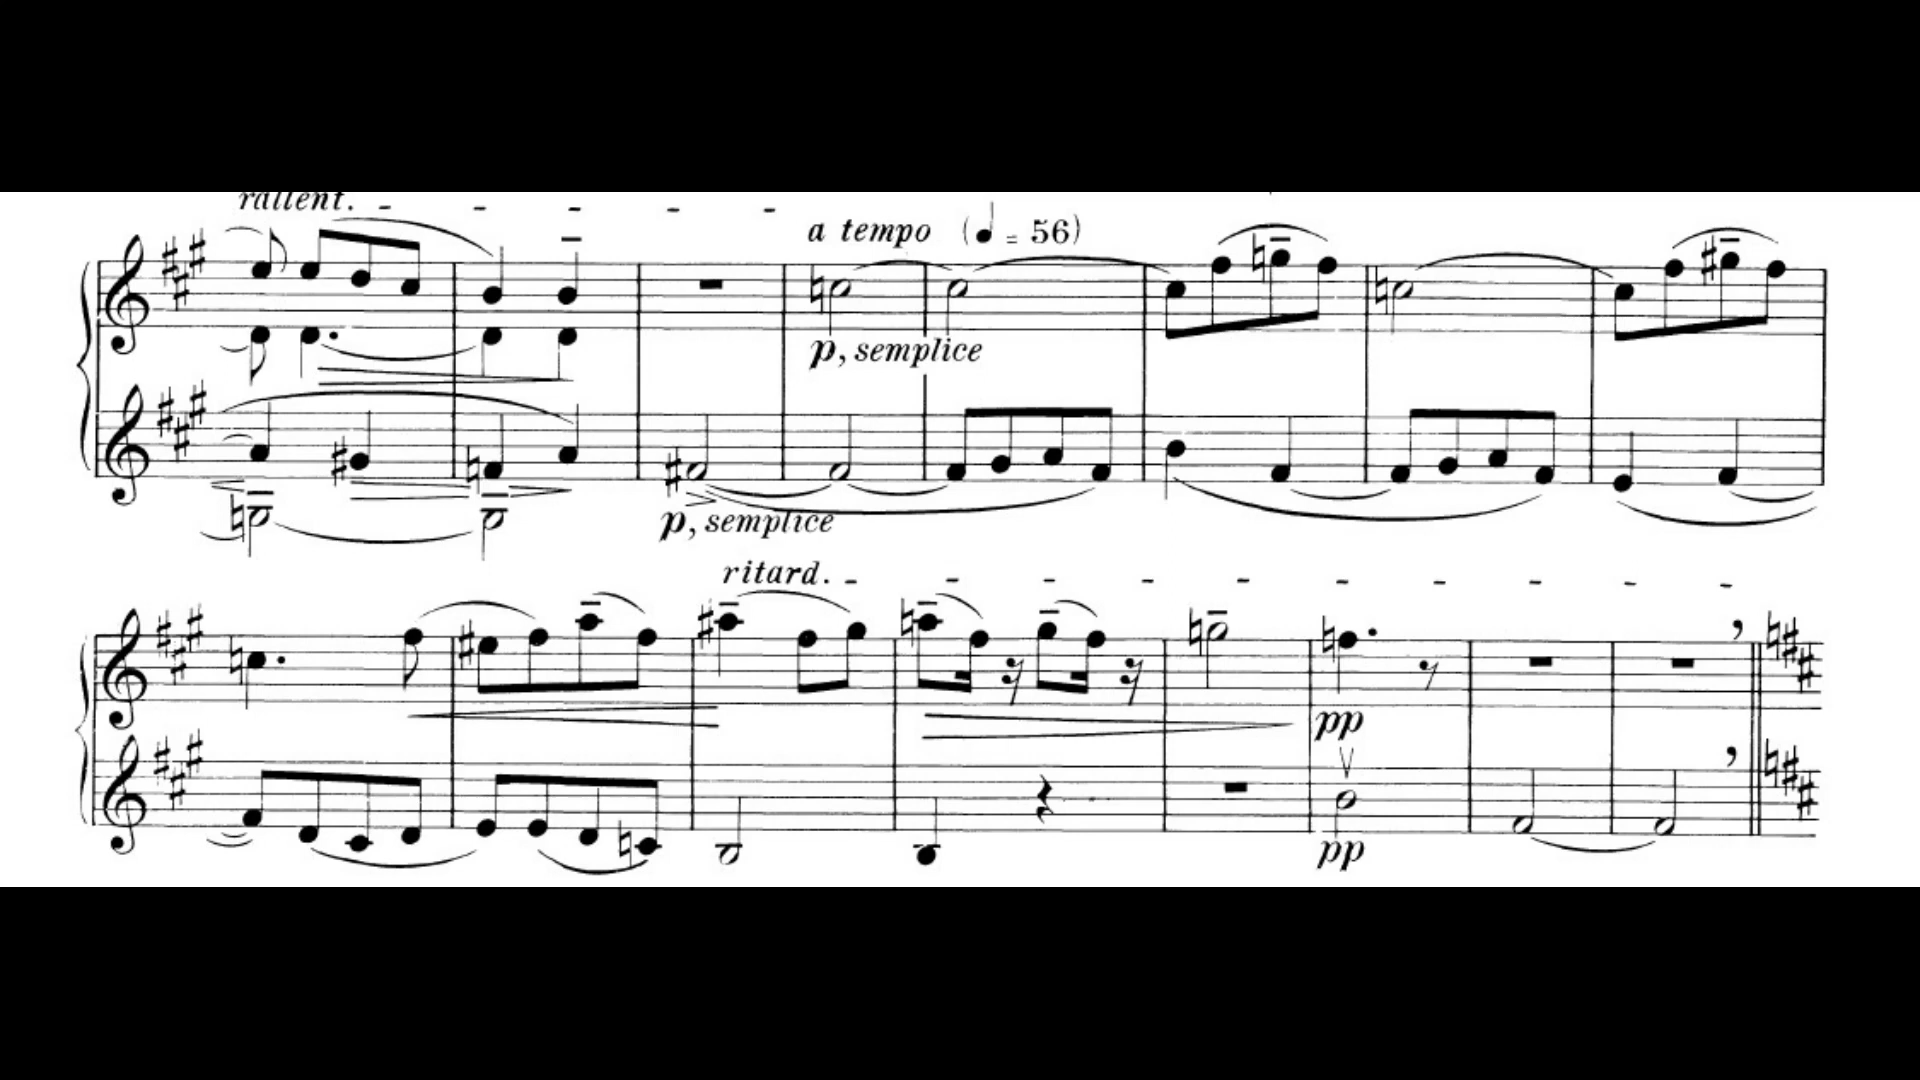 rallent. - - - - -
a tempo (♩ = 56)
p, semplice
p, semplice
ritard. - - - - - - - - - -
pp
pp